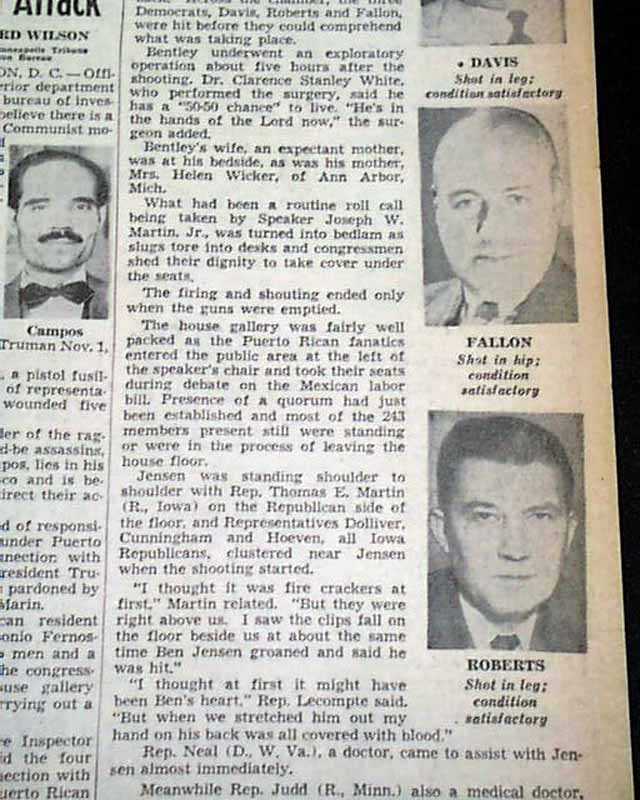 Attack
RD WILSON
Minneapolis Tribune
Bureau
ON, D. C. — Offi-
rior department
bureau of inves-
believe there is a
Communist mo-
Campos
Truman Nov. 1,
a pistol fusil-
of representa-
wounded five
ler of the rag-
d-be assassins,
pos, lies in his
co and is be-
irect their ac-
d of responsi-
under Puerto
nnection with
resident Tru-
pardoned by
Marin.
can resident
onio Fernos-
men and a
he congress-
use gallery
rrying out a
e Inspector
id the four
nection with
uerto Rican
back. Across the chamber, the three
Democrats, Davis, Roberts and Fallon,
were hit before they could comprehend
what was taking place.
Bentley underwent an exploratory
operation about five hours after the
shooting. Dr. Clarence Stanley White,
who performed the surgery, said he
has a "50-50 chance" to live. "He's in
the hands of the Lord now," the sur-
geon added.
Bentley's wife, an expectant mother,
was at his bedside, as was his mother,
Mrs. Helen Wicker, of Ann Arbor,
Mich.
What had been a routine roll call
being taken by Speaker Joseph W.
Martin, Jr., was turned into bedlam as
slugs tore into desks and congressmen
shed their dignity to take cover under
the seats.
The firing and shouting ended only
when the guns were emptied.
The house gallery was fairly well
packed as the Puerto Rican fanatics
entered the public area at the left of
the speaker's chair and took their seats
during debate on the Mexican labor
bill. Presence of a quorum had just
been established and most of the 243
members present still were standing
or were in the process of leaving the
house floor.
Jensen was standing shoulder to
shoulder with Rep. Thomas E. Martin
(R., Iowa) on the Republican side of
the floor, and Representatives Dolliver,
Cunningham and Hoeven, all Iowa
Republicans, clustered near Jensen
when the shooting started.
"I thought it was fire crackers at
first," Martin related. "But they were
right above us. I saw the clips fall on
the floor beside us at about the same
time Ben Jensen groaned and said he
was hit."
"I thought at first it might have
been Ben's heart," Rep. Lecompte said.
"But when we stretched him out my
hand on his back was all covered with blood."
Rep. Neal (D., W. Va.), a doctor, came to assist with Jen-
sen almost immediately.
Meanwhile Rep. Judd (R., Minn.) also a medical doctor,
DAVIS
Shot in leg;
condition satisfactory
FALLON
Shot in hip;
condition
satisfactory
ROBERTS
Shot in leg;
condition
satisfactory